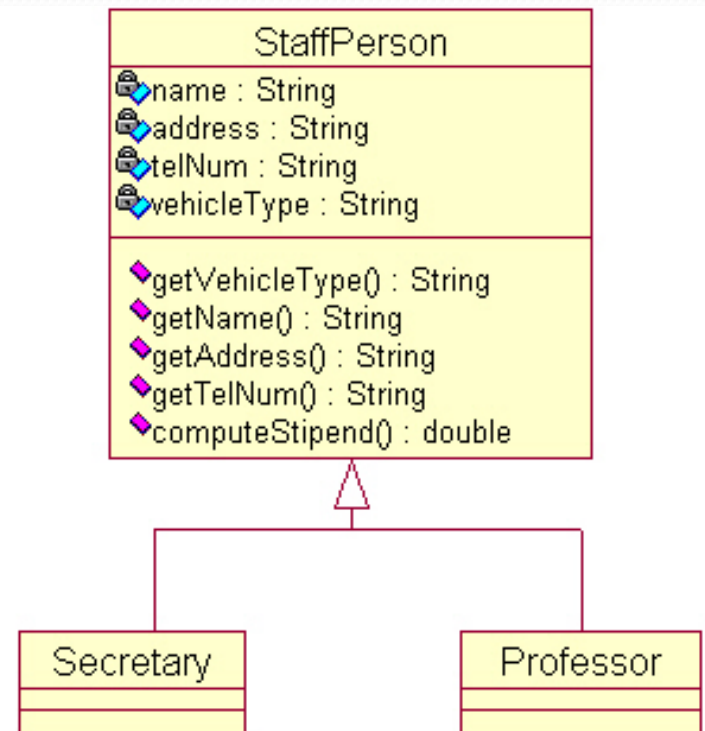 StaffPerson
name : String
address : String
telNum : String
vehicleType : String
getVehicleType() : String
getName() : String
getAddress() : String
getTelNum() : String
computeStipend() : double
Secretary
Professor